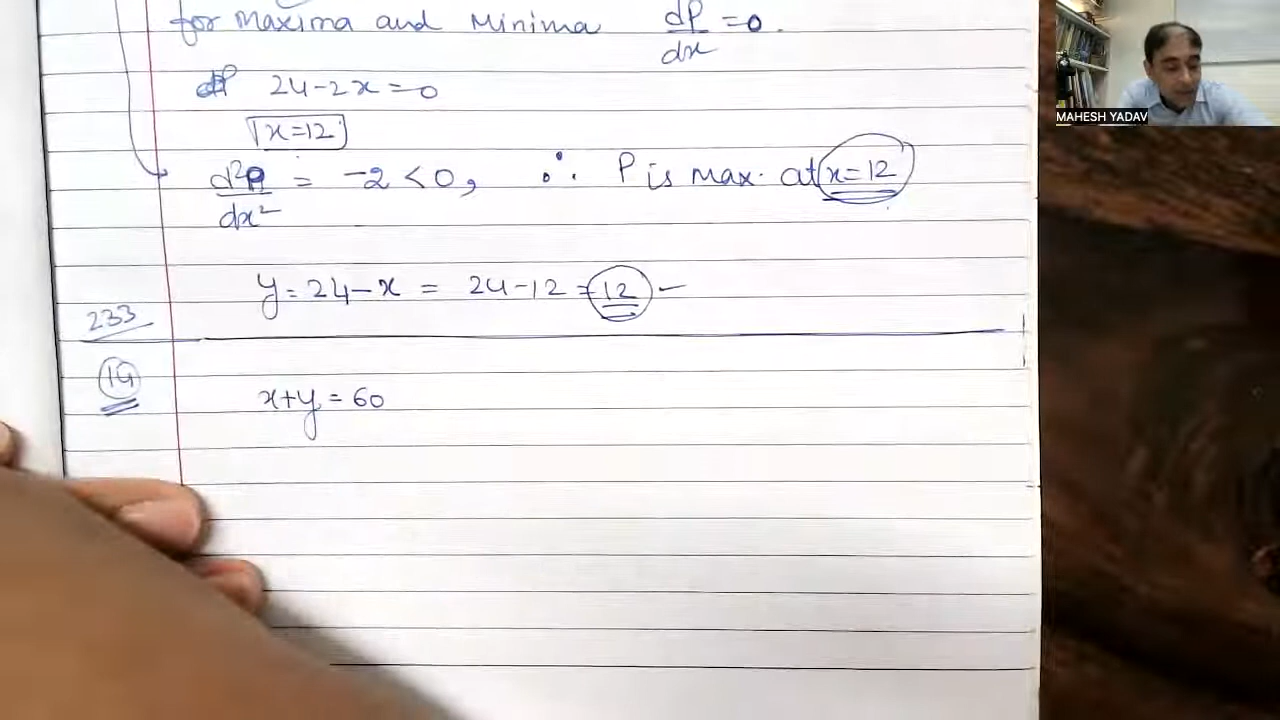 for Maxima and Minima dP/dx = 0.
24-2x=0
x=12
d²P/dx² = -2 < 0, ∴ P is max. at x=12
y = 24-x = 24-12 = 12
233
14
x+y = 60
MAHESH YADAV